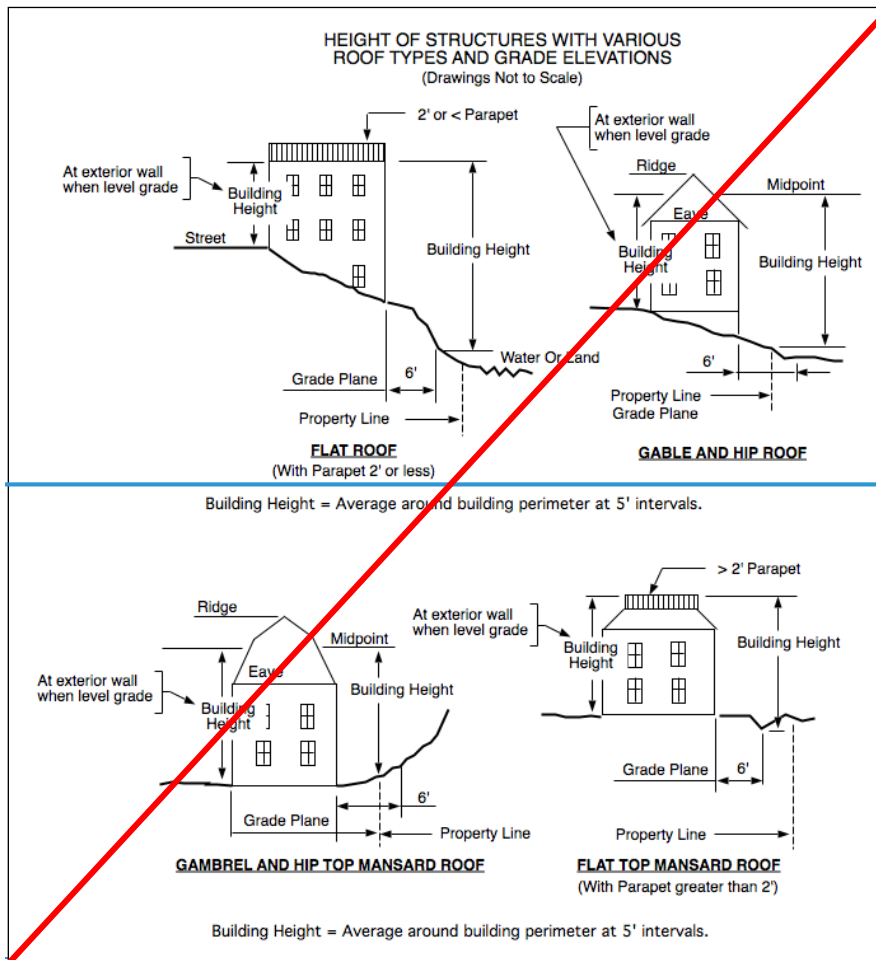 HEIGHT OF STRUCTURES WITH VARIOUS
ROOF TYPES AND GRADE ELEVATIONS
(Drawings Not to Scale)
2' or < Parapet
At exterior wall
when level grade
Building
Height
Street
Building Height
Water Or Land
6'
Grade Plane
Property Line
FLAT ROOF
(With Parapet 2' or less)
At exterior wall
when level grade
Ridge
Midpoint
Eave
Building
Height
Building Height
6'
Property Line
Grade Plane
GABLE AND HIP ROOF
Building Height = Average around building perimeter at 5' intervals.
Ridge
Midpoint
Eave
At exterior wall
when level grade
Building
Height
Building Height
6'
Grade Plane
Property Line
GAMBREL AND HIP TOP MANSARD ROOF
> 2' Parapet
At exterior wall
when level grade
Building
Height
Building Height
Grade Plane
6'
Property Line
FLAT TOP MANSARD ROOF
(With Parapet greater than 2')
Building Height = Average around building perimeter at 5' intervals.